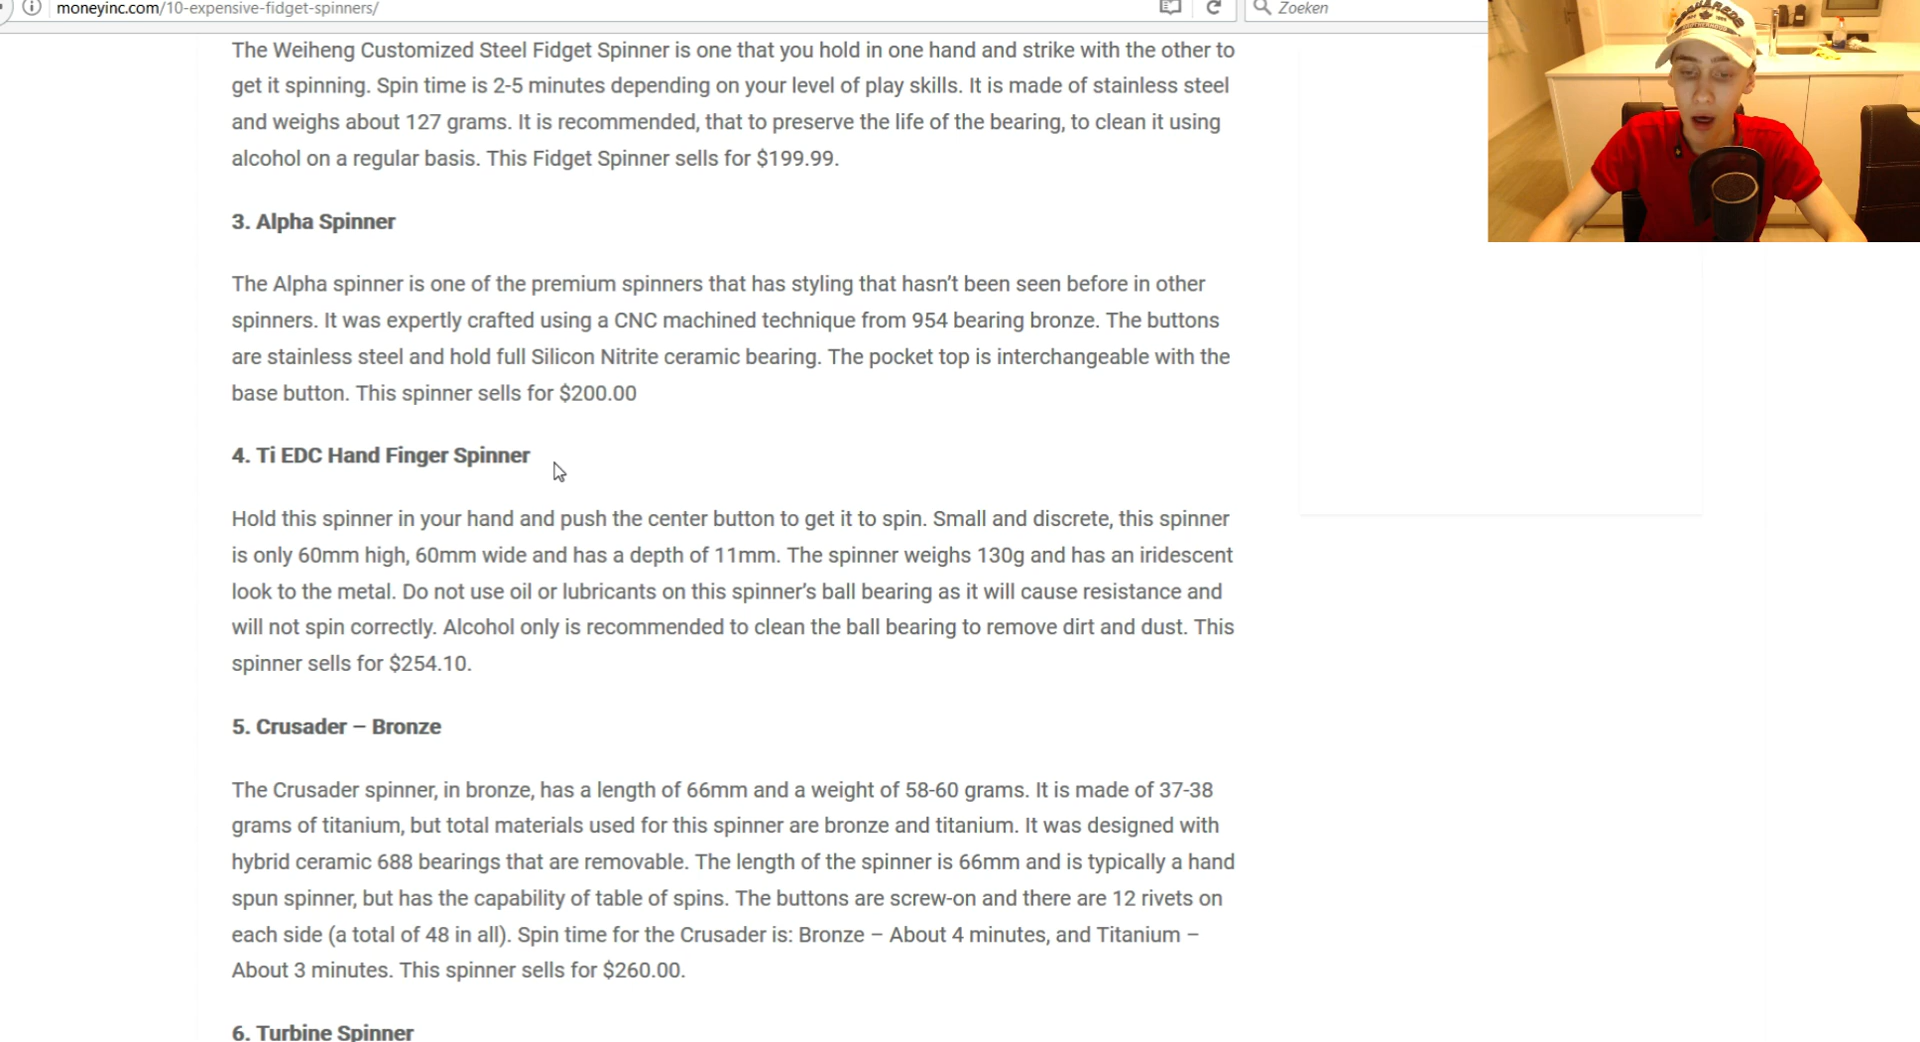 moneyinc.com/10-expensive-fidget-spinners/
Zoeken
The Weiheng Customized Steel Fidget Spinner is one that you hold in one hand and strike with the other to
get it spinning. Spin time is 2-5 minutes depending on your level of play skills. It is made of stainless steel
and weighs about 127 grams. It is recommended, that to preserve the life of the bearing, to clean it using
alcohol on a regular basis. This Fidget Spinner sells for $199.99.
3. Alpha Spinner
The Alpha spinner is one of the premium spinners that has styling that hasn’t been seen before in other
spinners. It was expertly crafted using a CNC machined technique from 954 bearing bronze. The buttons
are stainless steel and hold full Silicon Nitrite ceramic bearing. The pocket top is interchangeable with the
base button. This spinner sells for $200.00
4. Ti EDC Hand Finger Spinner
Hold this spinner in your hand and push the center button to get it to spin. Small and discrete, this spinner
is only 60mm high, 60mm wide and has a depth of 11mm. The spinner weighs 130g and has an iridescent
look to the metal. Do not use oil or lubricants on this spinner’s ball bearing as it will cause resistance and
will not spin correctly. Alcohol only is recommended to clean the ball bearing to remove dirt and dust. This
spinner sells for $254.10.
5. Crusader – Bronze
The Crusader spinner, in bronze, has a length of 66mm and a weight of 58-60 grams. It is made of 37-38
grams of titanium, but total materials used for this spinner are bronze and titanium. It was designed with
hybrid ceramic 688 bearings that are removable. The length of the spinner is 66mm and is typically a hand
spun spinner, but has the capability of table of spins. The buttons are screw-on and there are 12 rivets on
each side (a total of 48 in all). Spin time for the Crusader is: Bronze – About 4 minutes, and Titanium –
About 3 minutes. This spinner sells for $260.00.
6. Turbine Spinner